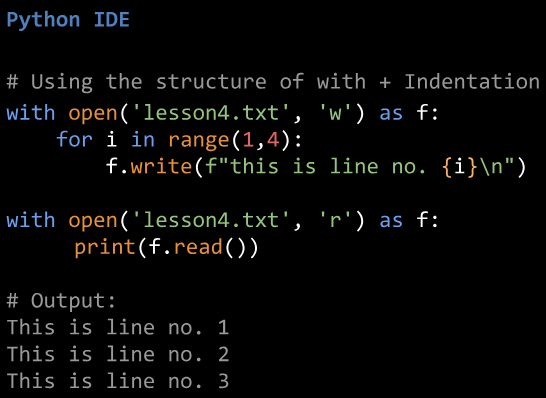 Python IDE
# Using the structure of with + Indentation
with open('lesson4.txt', 'w') as f:
    for i in range(1,4):
        f.write(f"this is line no. {i}\n")
with open('lesson4.txt', 'r') as f:
     print(f.read())
# Output:
This is line no. 1
This is line no. 2
This is line no. 3